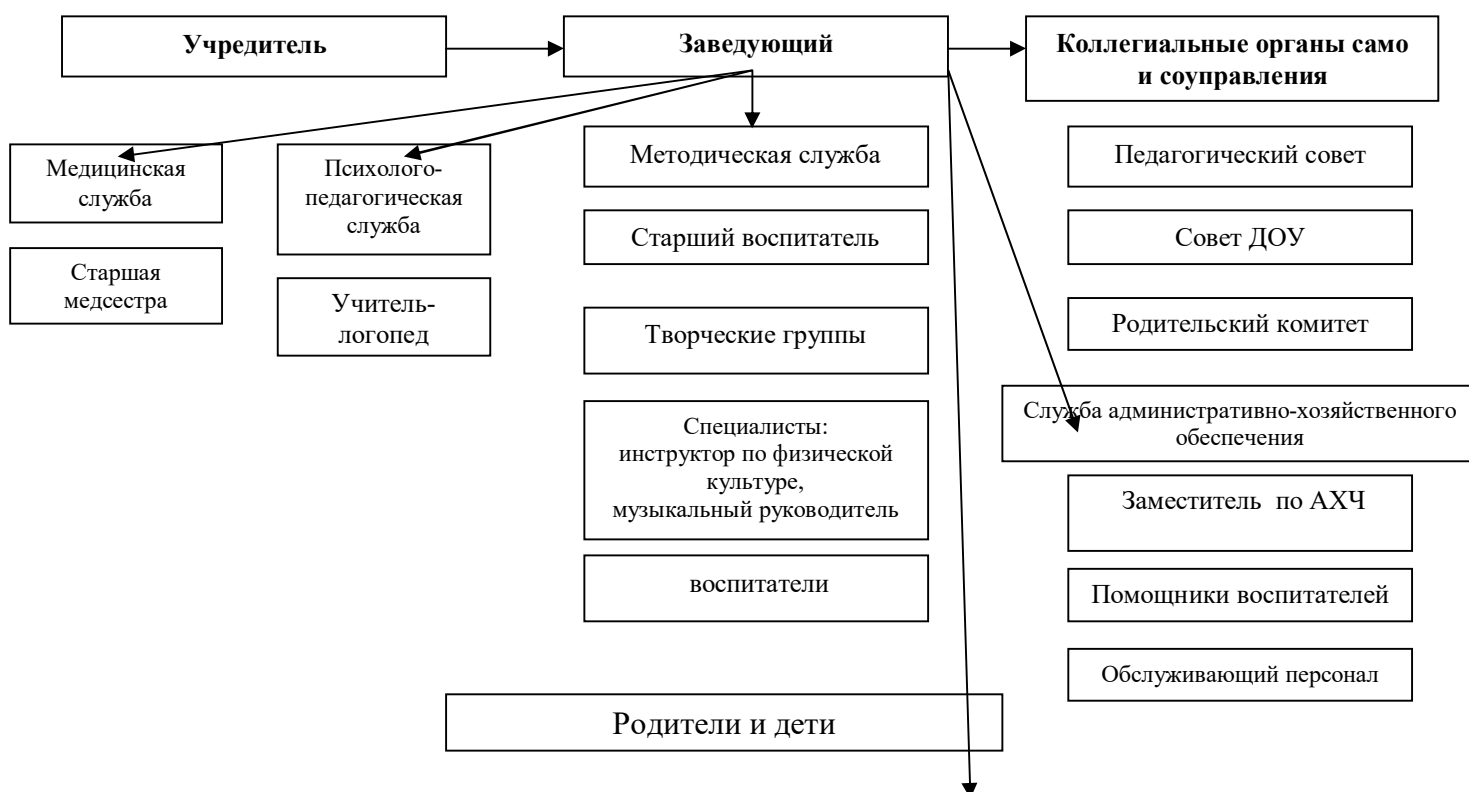 Учредитель
Заведующий
Коллегиальные органы само
и соуправления
Медицинская
служба
Психолого-
педагогическая
служба
Методическая служба
Педагогический совет
Старшая
медсестра
Учитель-
логопед
Старший воспитатель
Совет ДОУ
Творческие группы
Родительский комитет
Специалисты:
инструктор по физической
культуре,
музыкальный руководитель
Служба административно-хозяйственного
обеспечения
Заместитель по АХЧ
воспитатели
Помощники воспитателей
Обслуживающий персонал
Родители и дети